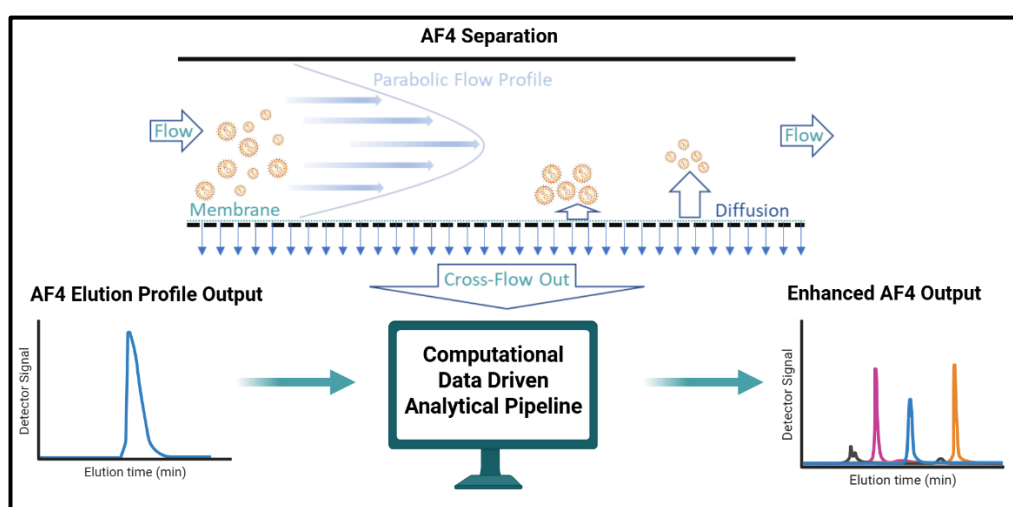 AF4 Separation
Parabolic Flow Profile
Flow
Flow
Membrane
Diffusion
Cross-Flow Out
AF4 Elution Profile Output
Enhanced AF4 Output
Detector Signal
Elution time (min)
Computational
Data Driven
Analytical Pipeline
Detector Signal
Elution time (min)